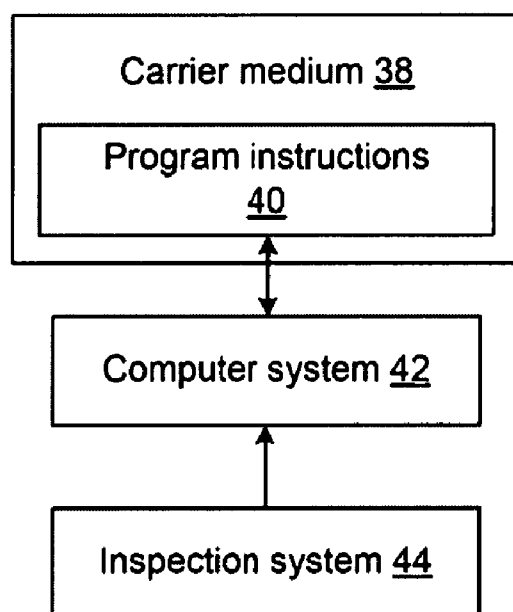 Carrier medium 38
Program instructions
40
Computer system 42
Inspection system 44